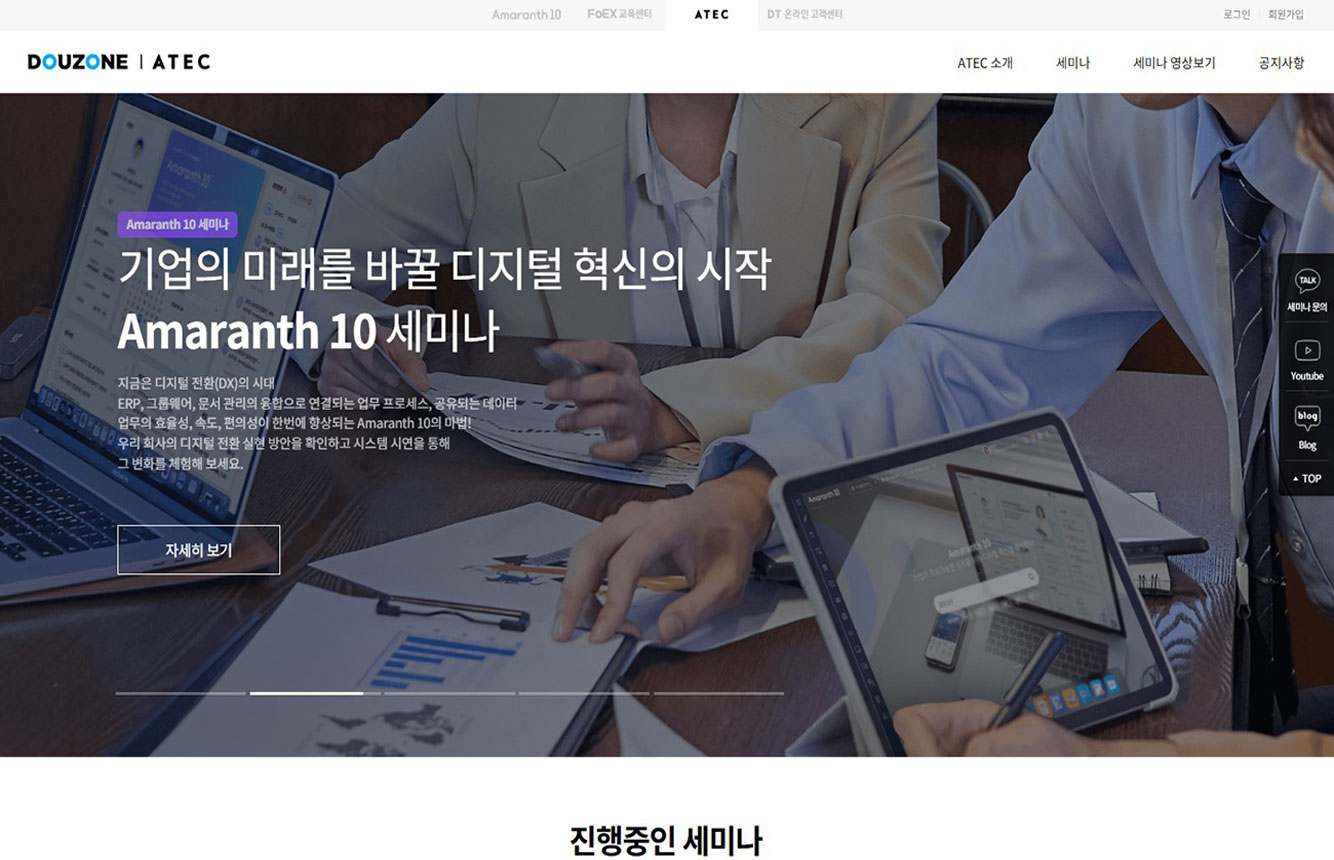 Amaranth 10
FoEX 교육센터
ATEC
DT 온라인 고객센터
로그인
회원가입
DOUZONE | ATEC
ATEC 소개
세미나
세미나 영상보기
공지사항
Amaranth 10
Amaranth 10 세미나
기업의 미래를 바꿀 디지털 혁신의 시작
Amaranth 10 세미나
지금은 디지털 전환(DX)의 시대
ERP, 그룹웨어, 문서 관리의 융합으로 연결되는 업무 프로세스, 공유되는 데이터
업무의 효율성, 속도, 편의성이 한번에 향상되는 Amaranth 10의 마법!
우리 회사의 디지털 전환 실현 방안을 확인하고 시스템 시연을 통해
그 변화를 체험해 보세요.
자세히 보기
TALK
세미나 문의
Youtube
blog
Blog
TOP
Amaranth 10
Amaranth 10
진행중인 세미나